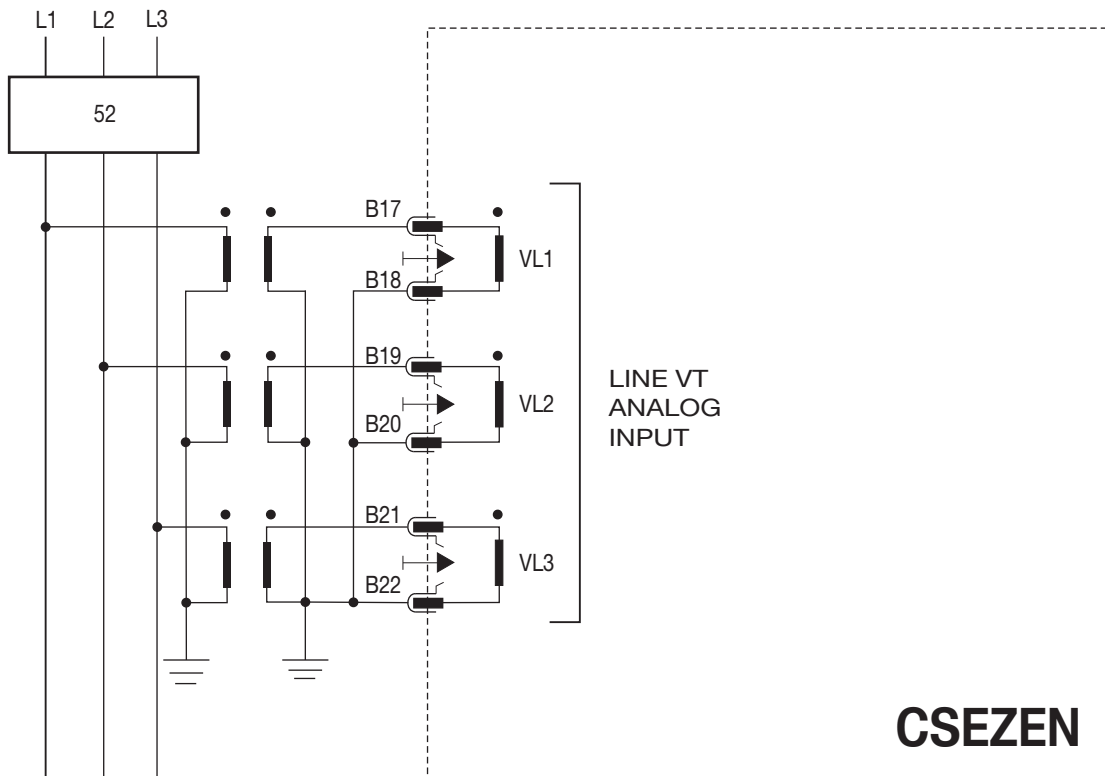 L1 L2 L3
52
B17
VL1
B18
B19
VL2
B20
B21
VL3
B22
LINE VT
ANALOG
INPUT
CSEZEN